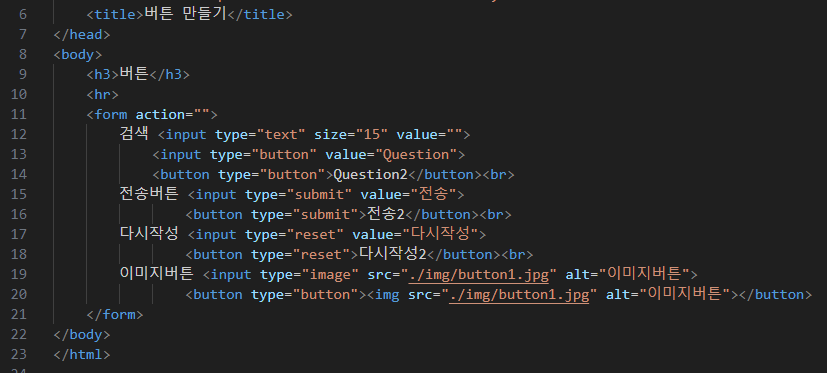 6 <title>버튼 만들기</title>
7 </head>
8 <body>
9 <h3>버튼</h3>
10 <hr>
11 <form action="">
12 검색 <input type="text" size="15" value="">
13 <input type="button" value="Question">
14 <button type="button">Question2</button><br>
15 전송버튼 <input type="submit" value="전송">
16 <button type="submit">전송2</button><br>
17 다시작성 <input type="reset" value="다시작성">
18 <button type="reset">다시작성2</button><br>
19 이미지버튼 <input type="image" src="./img/button1.jpg" alt="이미지버튼">
20 <button type="button"><img src="./img/button1.jpg" alt="이미지버튼"></button>
21 </form>
22 </body>
23 </html>